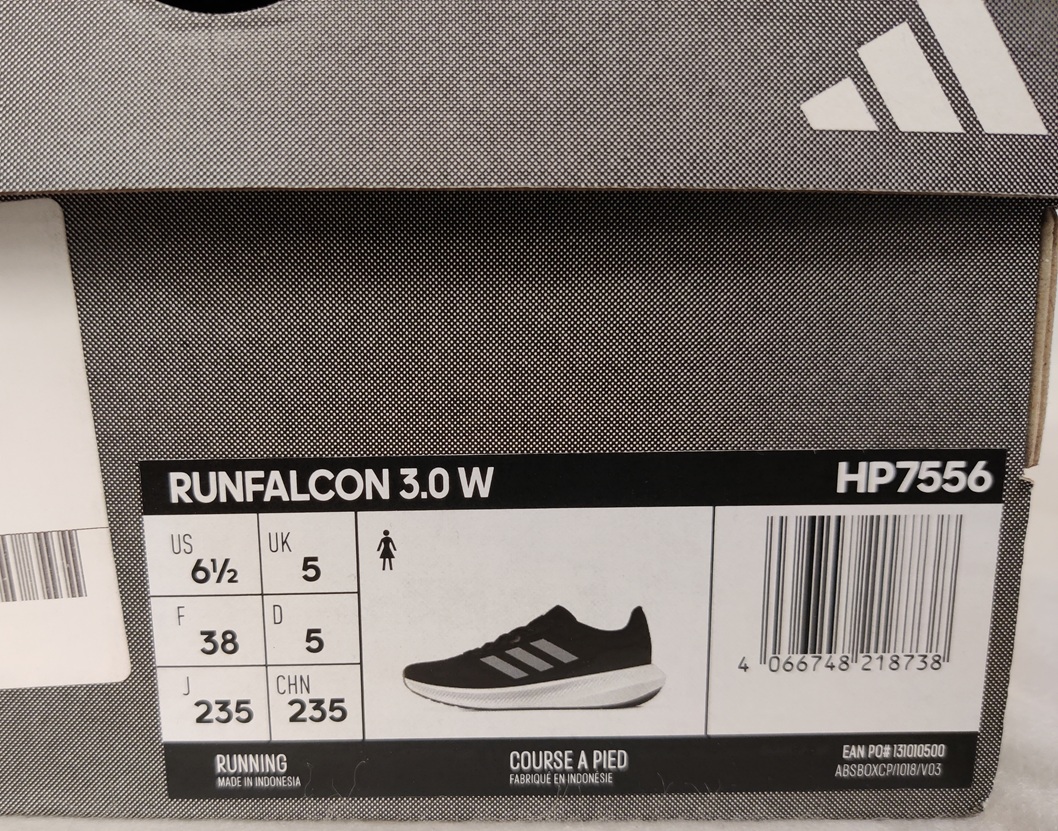 RUNFALCON 3.0 W HP7556
US 6½ UK 5
F 38 D 5
J 235 CHN 235
4 066748 218738
RUNNING
MADE IN INDONESIA
COURSE A PIED
FABRIQUÉ EN INDONÉSIE
EAN PO# 131010500
ABSBOXCP/1018/V03